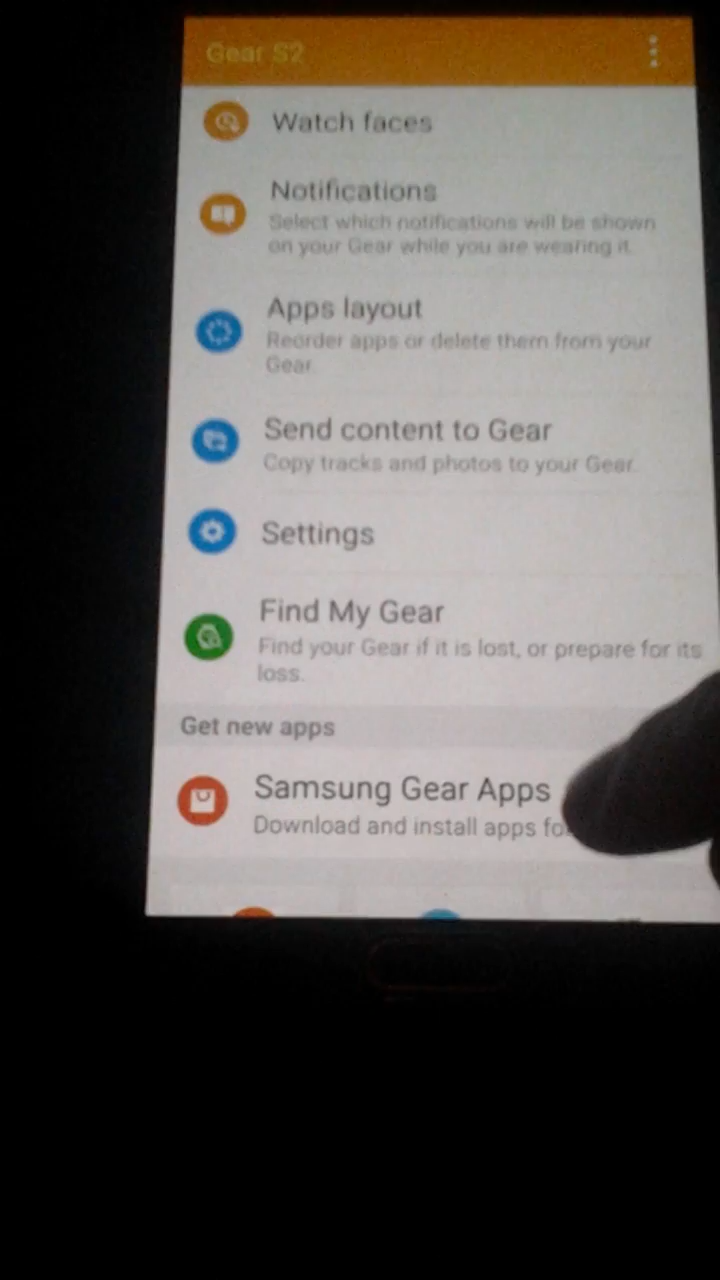 Gear S2
Watch faces
Notifications
Select which notifications will be shown
on your Gear while you are wearing it.
Apps layout
Reorder apps or delete them from your
Gear.
Send content to Gear
Copy tracks and photos to your Gear.
Settings
Find My Gear
Find your Gear if it is lost, or prepare for its
loss.
Get new apps
Samsung Gear Apps
Download and install apps fo